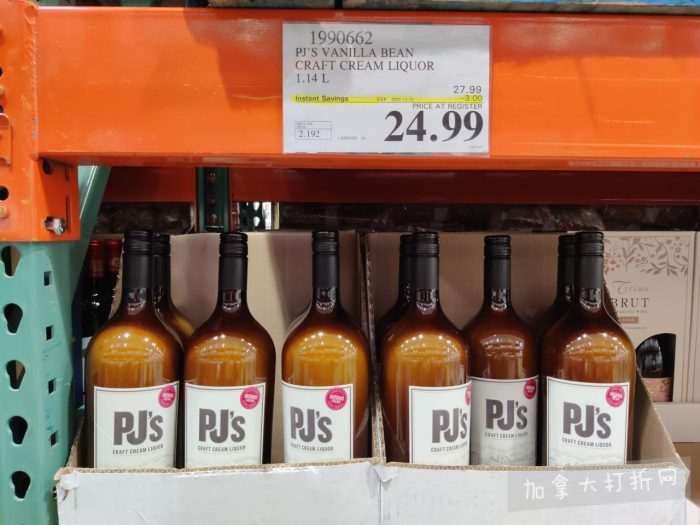 1990662
PJ'S VANILLA BEAN
CRAFT CREAM LIQUOR
1.14 L
27.99
Instant Savings
-3.00
PRICE AT REGISTER
2.192
24.99
PJ's
CRAFT CREAM LIQUOR
PJ's
CRAFT CREAM LIQUOR
PJ's
CRAFT CREAM LIQUOR
PJ's
CRAFT CREAM LIQUOR
PJ's
CRAFT CREAM LIQUOR
PJ's
CRAFT CREAM LIQUOR
BRUT
加拿大打折网